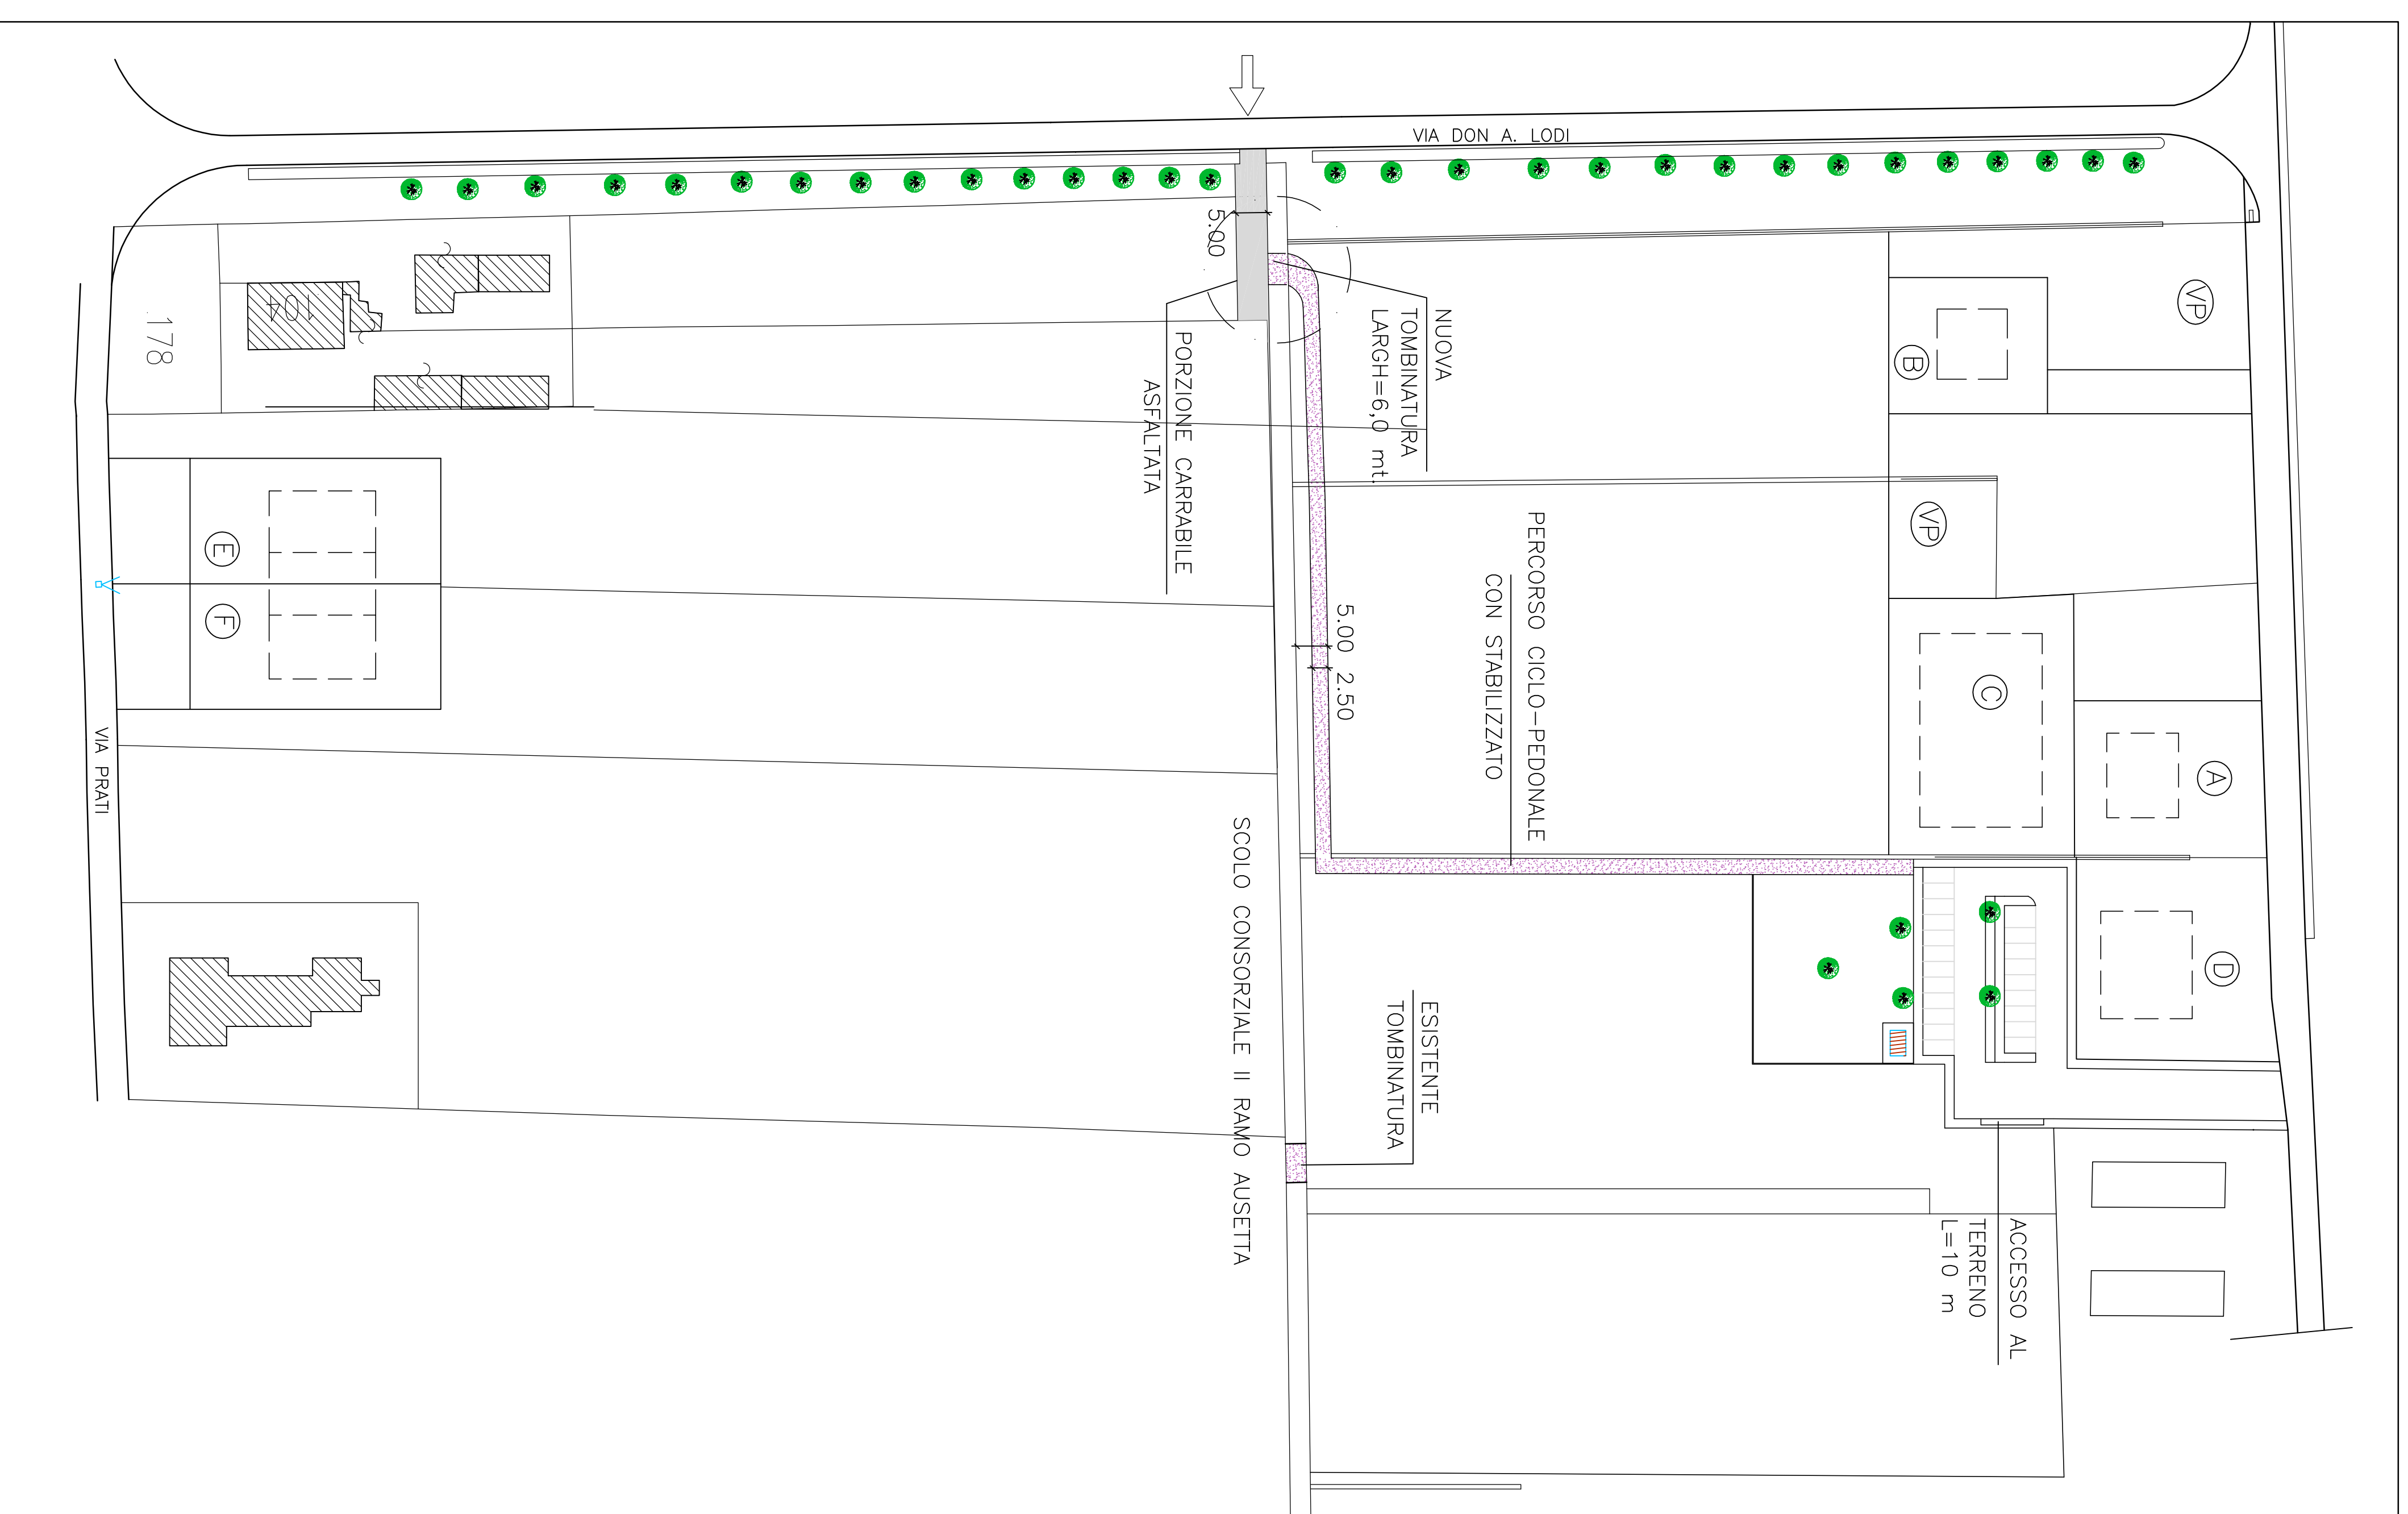 VIA DON A. LODI
5.00
178
104
NUOVA
TOMBINATURA
LARGH=6,0 mt.
PORZIONE CARRABILE
ASFALTATA
VP
B
VP
PERCORSO CICLO-PEDONALE
CON STABILIZZATO
5.00 2.50
E
F
C
A
D
VIA PRATI
SCOLO CONSORZIALE II RAMO AUSETTA
ESISTENTE
TOMBINATURA
ACCESSO AL
TERRENO
L=10 m